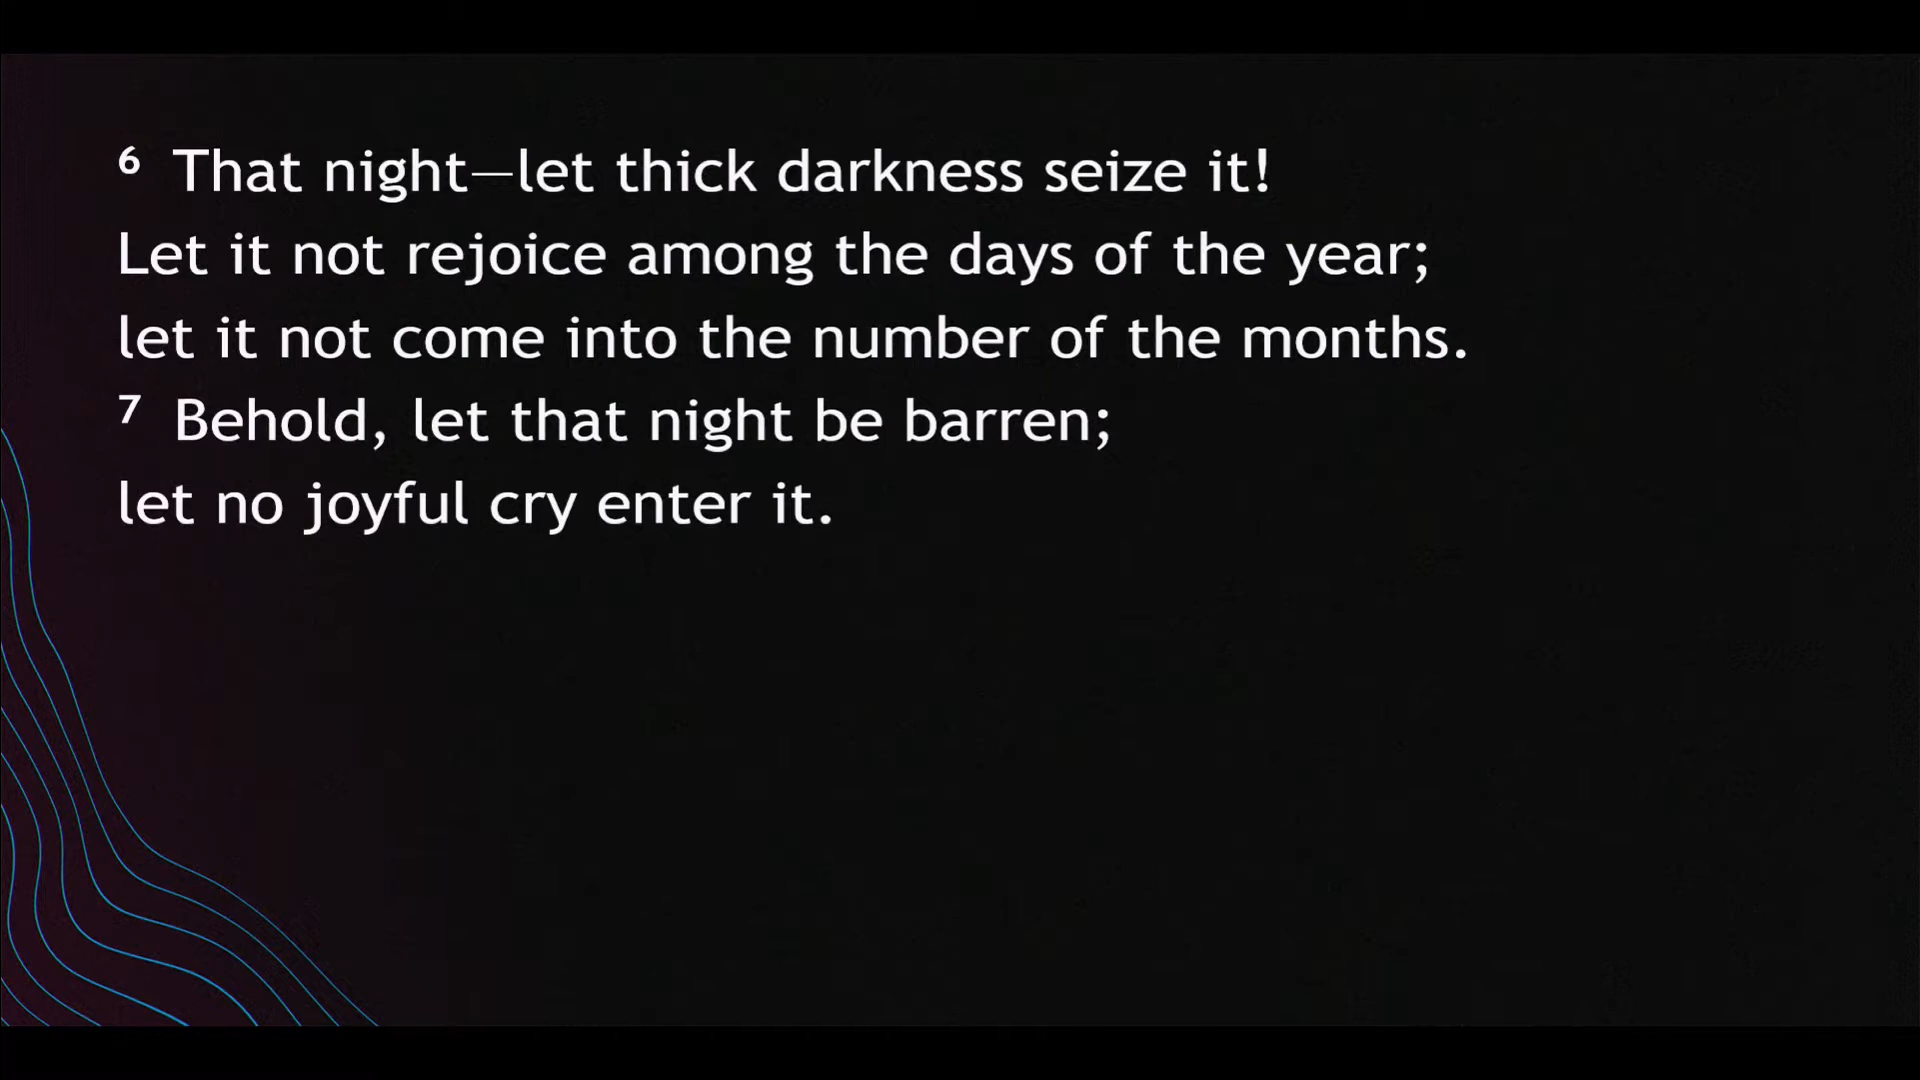 ⁶ That night—let thick darkness seize it!
Let it not rejoice among the days of the year;
let it not come into the number of the months.
⁷ Behold, let that night be barren;
let no joyful cry enter it.